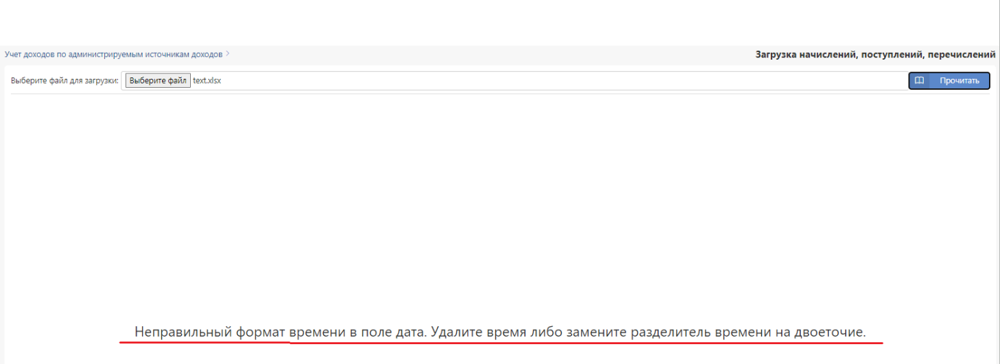 Учет доходов по администрируемым источникам доходов >
Загрузка начислений, поступлений, перечислений
Выберите файл для загрузки: Выберите файл text.xlsx Прочитать
Неправильный формат времени в поле дата. Удалите время либо замените разделитель времени на двоеточие.